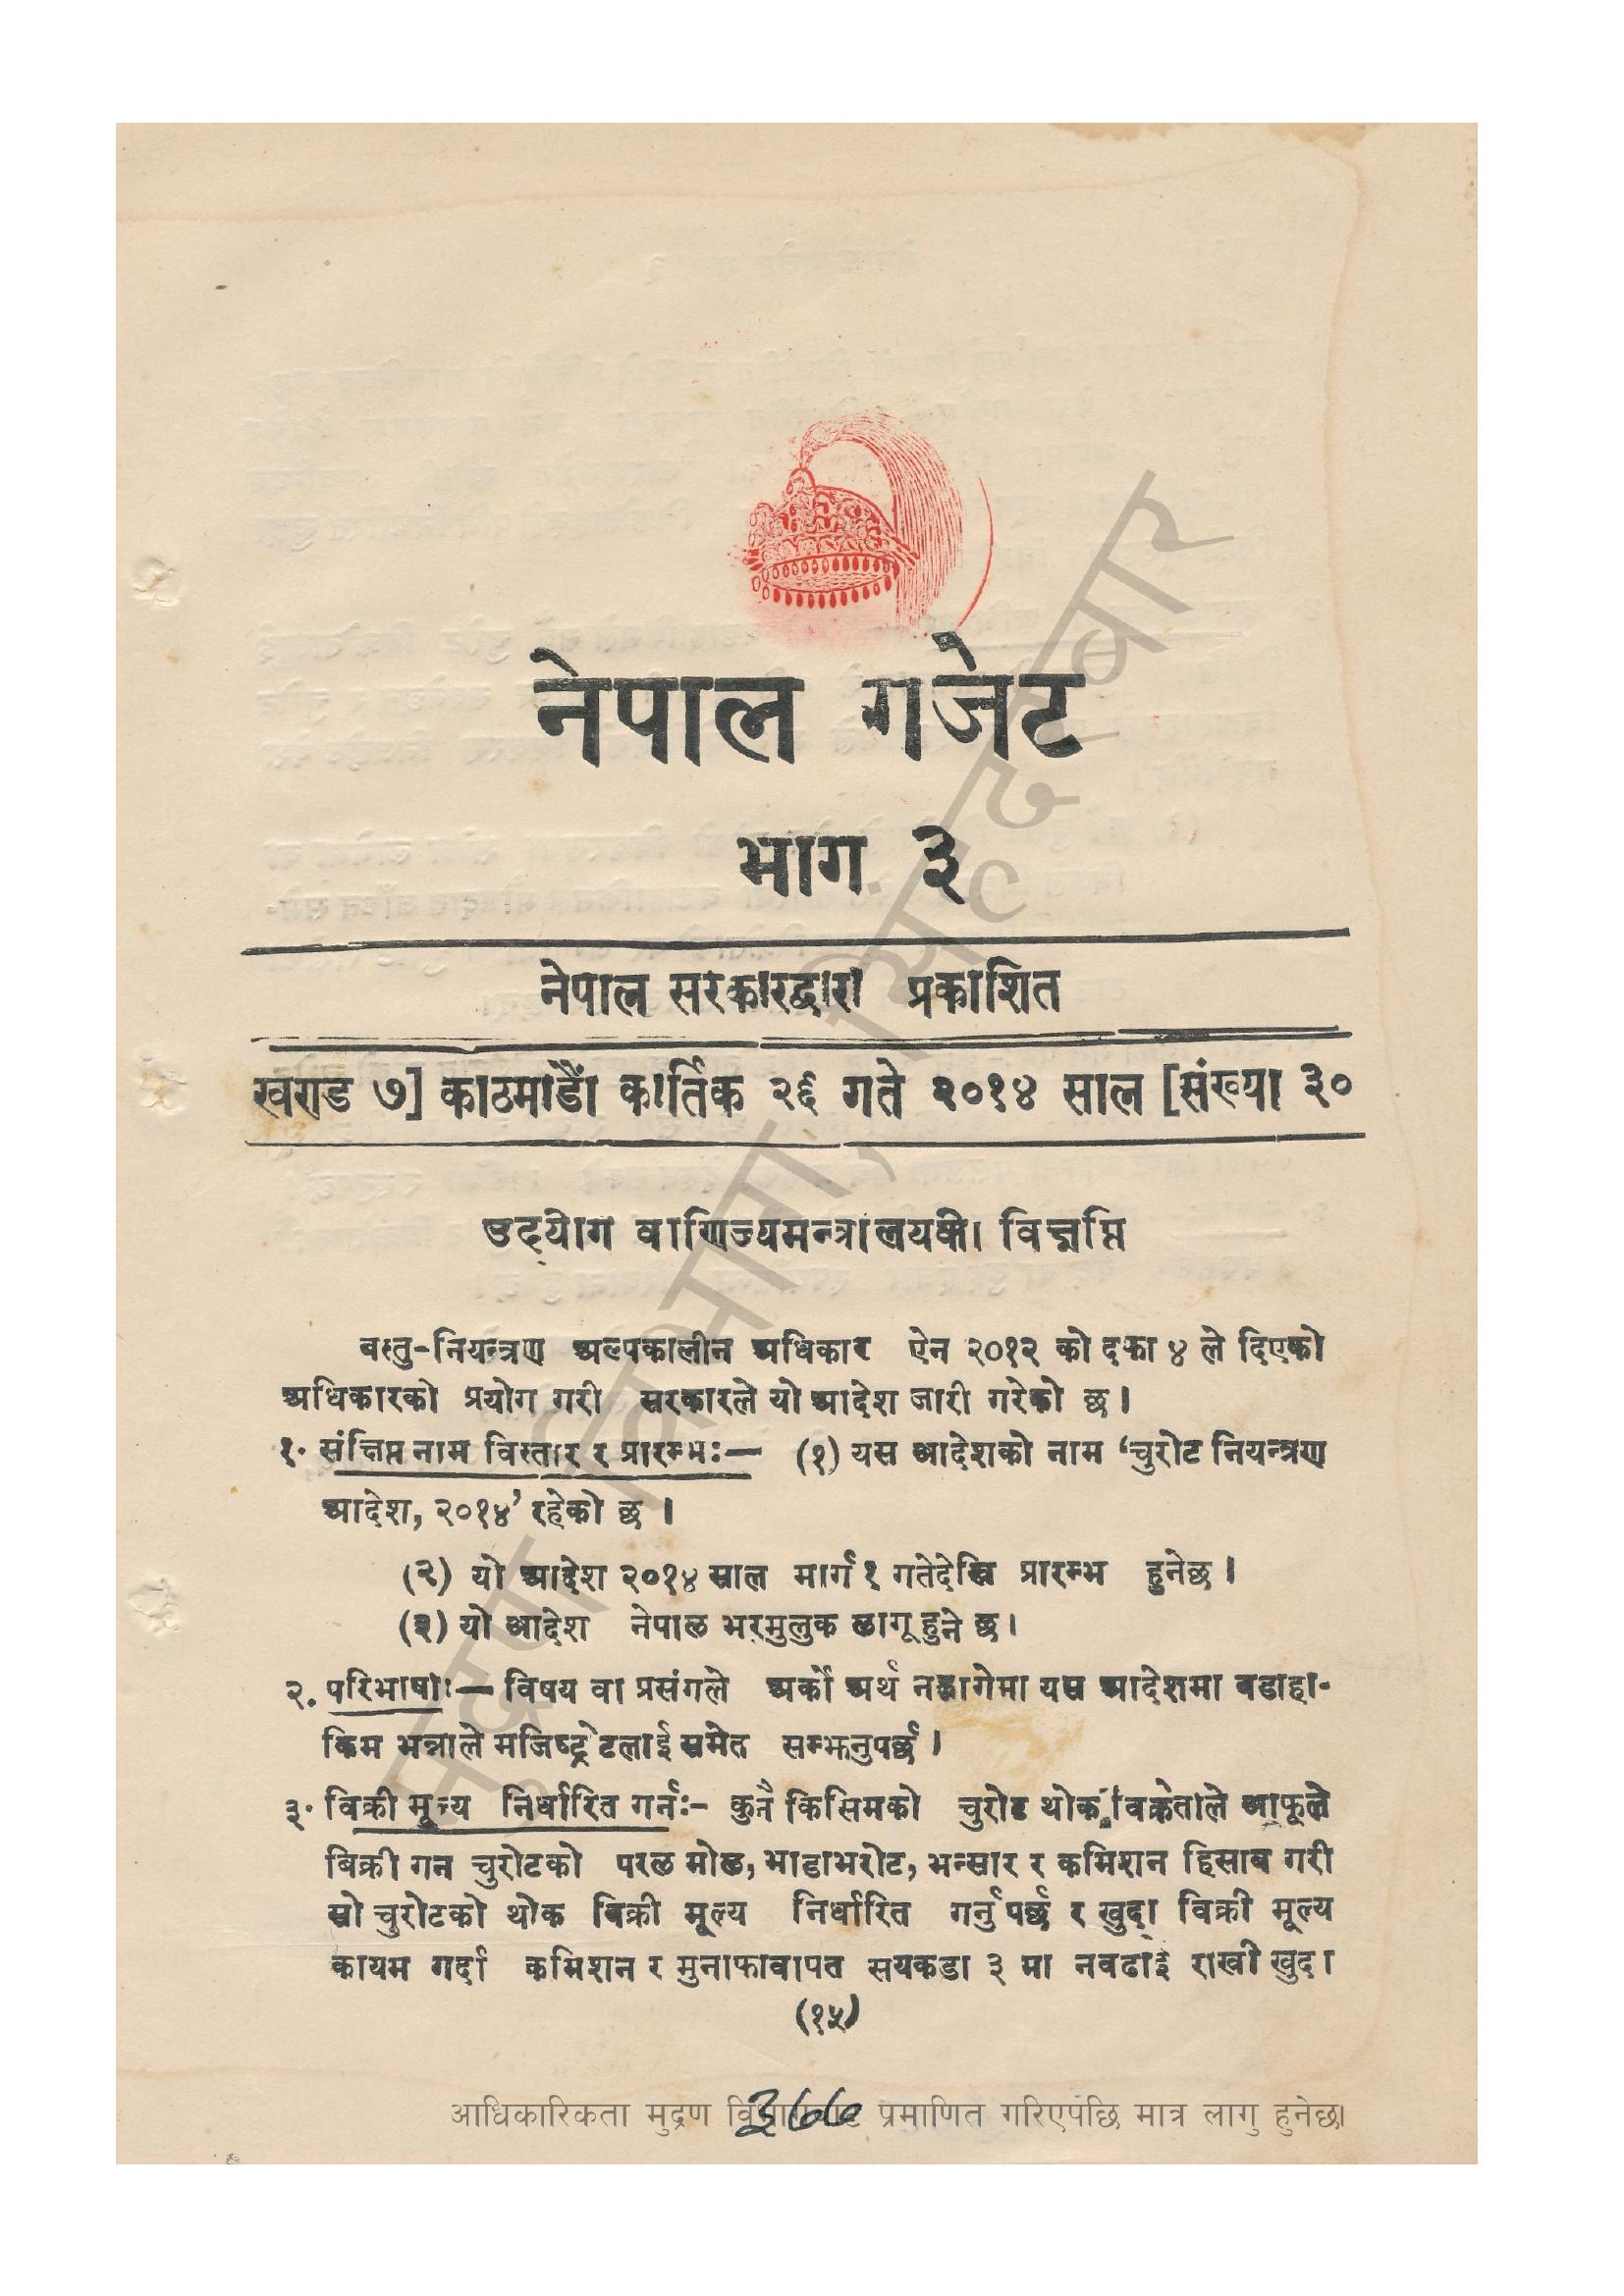 नेपाल गजेट
भाग ३
नेपाल सरकारद्वारा प्रकाशित
खण्ड ७] काठमाडौं कार्तिक २६ गते २०१४ साल [संख्या ३०
उद्योग वाणिज्यमन्त्रालयको विज्ञप्ति
वस्तु-नियन्त्रण अल्पकालीन अधिकार ऐन २०१२ को दफा ४ ले दिएको
अधिकारको प्रयोग गरी सरकारले यो आदेश जारी गरेको छ।
१. संक्षिप्त नाम विस्तार र प्रारम्भः— (१) यस आदेशको नाम ‘चुरोट नियन्त्रण
आदेश, २०१४’ रहेको छ ।
(२) यो आदेश २०१४ साल मार्ग १ गतेदेखि प्रारम्भ हुनेछ ।
(३) यो आदेश नेपाल भरमुलुक लागू हुने छ।
२. परिभाषाः— विषय वा प्रसंगले अर्को अर्थ नलागेमा यस आदेशमा बडाहा-
किम भन्नाले मजिष्ट्रेटलाई समेत सम्झनुपर्छ ।
३. विक्री मूल्य निर्धारित गर्नः- कुनै किसिमको चुरोट थोक विक्रेताले आफूले
बिक्री गर्न चुरोटको परल मोल, भाडाभरोट, भन्सार र कमिशन हिसाब गरी
सो चुरोटको थोक विक्री मूल्य निर्धारित गर्नुपर्छ र खुद्रा विक्री मूल्य
कायम गर्दा कमिशन र मुनाफावापत सयकडा ३ मा नबढाई राखी खुद्रा
(१५)
366
आधिकारिकता मुद्रण विभागबाट प्रमाणित गरिएपछि मात्र लागु हुनेछ।
मुद्रण विभाग, सिंहदरबार